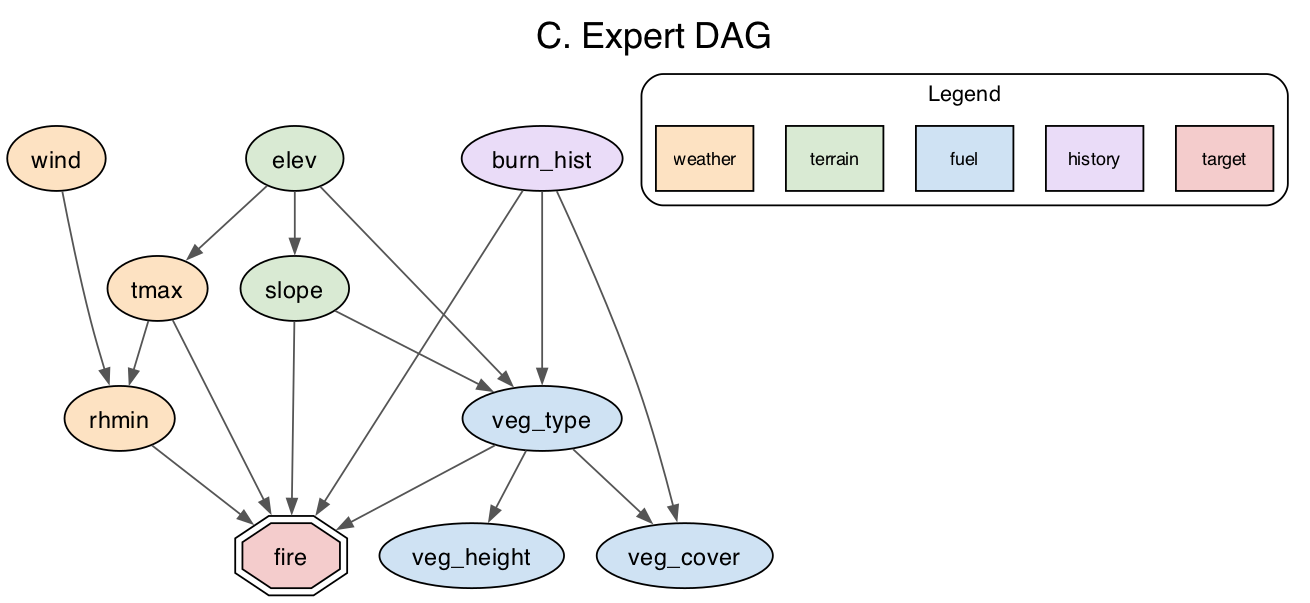 C. Expert DAG
Legend
weather
terrain
fuel
history
target
wind
elev
burn_hist
tmax
slope
rhmin
veg_type
fire
veg_height
veg_cover